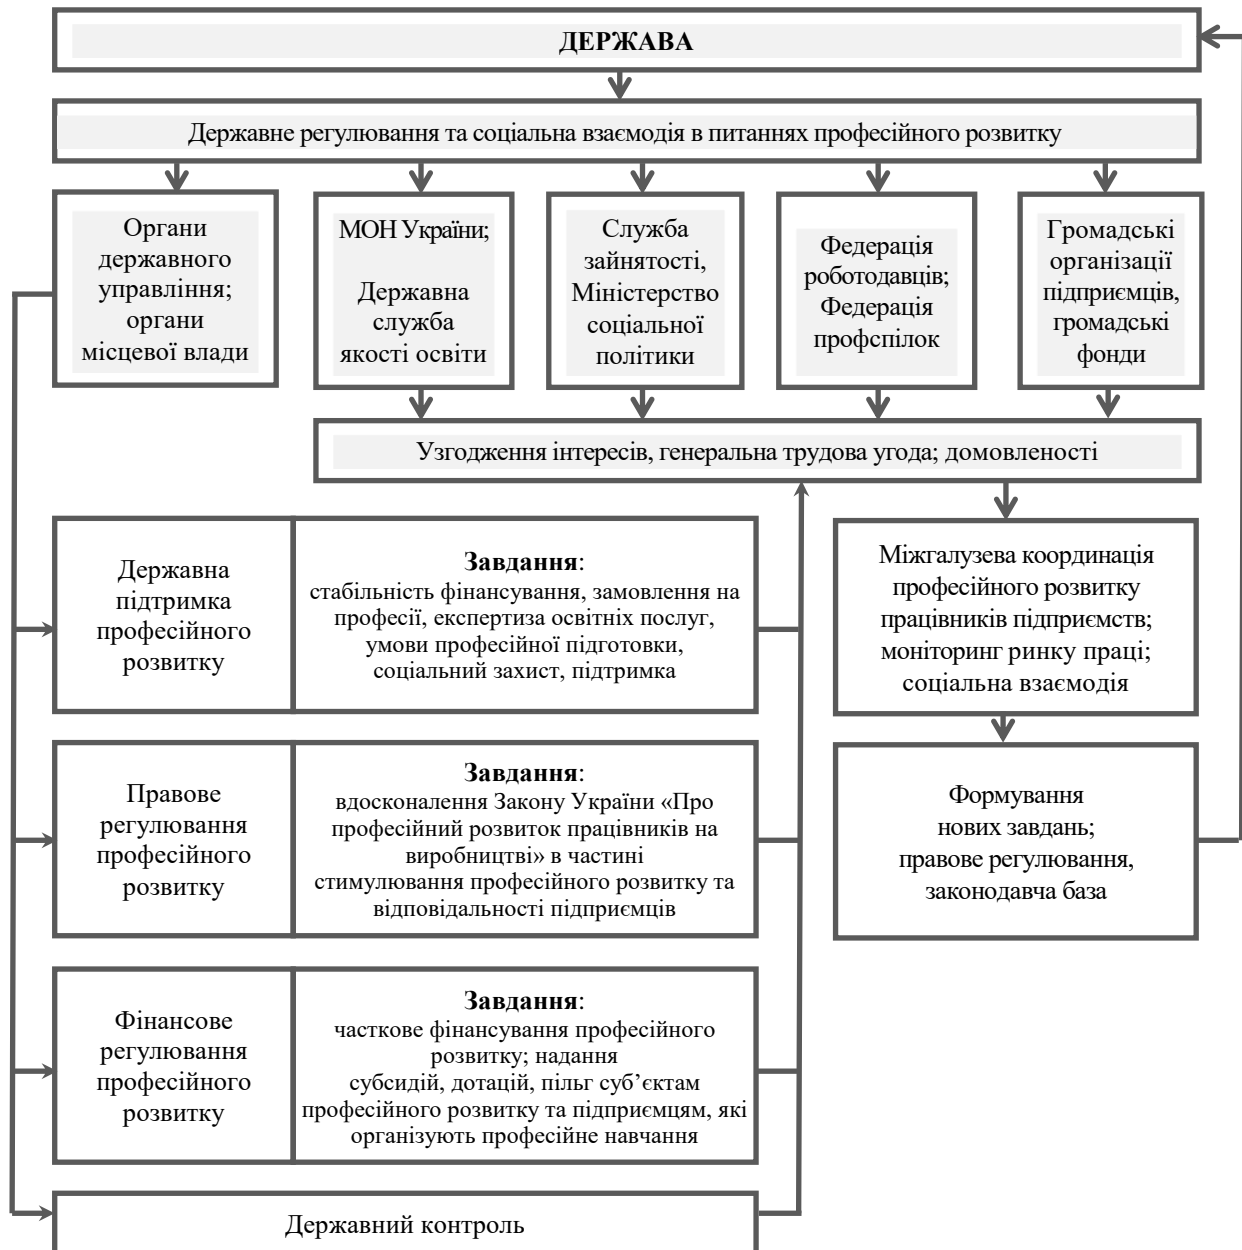 ДЕРЖАВА
Державне регулювання та соціальна взаємодія в питаннях професійного розвитку
Органи
державного
управління;
органи
місцевої влади
МОН України;
Державна
служба
якості освіти
Служба
зайнятості,
Міністерство
соціальної
політики
Федерація
роботодавців;
Федерація
профспілок
Громадські
організації
підприємців,
громадські
фонди
Узгодження інтересів, генеральна трудова угода; домовленості
Державна
підтримка
професійного
розвитку
Завдання:
стабільність фінансування, замовлення на
професії, експертиза освітніх послуг,
умови професійної підготовки,
соціальний захист, підтримка
Міжгалузева координація
професійного розвитку
працівників підприємств;
моніторинг ринку праці;
соціальна взаємодія
Правове
регулювання
професійного
розвитку
Завдання:
вдосконалення Закону України «Про
професійний розвиток працівників на
виробництві» в частині
стимулювання професійного розвитку та
відповідальності підприємців
Формування
нових завдань;
правове регулювання,
законодавча база
Фінансове
регулювання
професійного
розвитку
Завдання:
часткове фінансування професійного
розвитку; надання
субсидій, дотацій, пільг суб’єктам
професійного розвитку та підприємцям, які
організують професійне навчання
Державний контроль